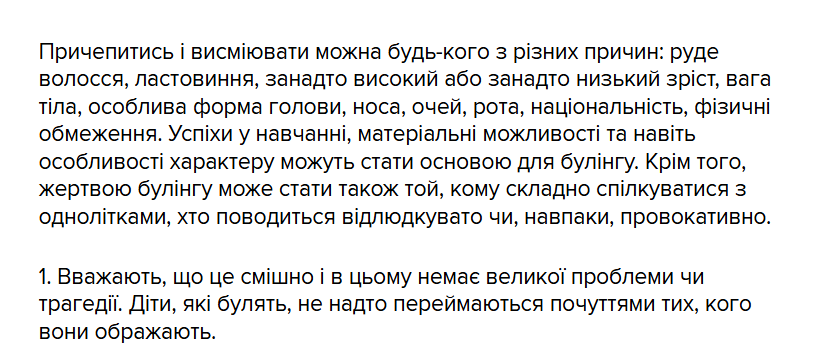 Причепитись і висміювати можна будь-кого з різних причин: руде
волосся, ластовиння, занадто високий або занадто низький зріст, вага
тіла, особлива форма голови, носа, очей, рота, національність, фізичні
обмеження. Успіхи у навчанні, матеріальні можливості та навіть
особливості характеру можуть стати основою для булінгу. Крім того,
жертвою булінгу може стати також той, кому складно спілкуватися з
однолітками, хто поводиться відлюдкувато чи, навпаки, провокативно.
1. Вважають, що це смішно і в цьому немає великої проблеми чи
трагедії. Діти, які булять, не надто переймаються почуттями тих, кого
вони ображають.